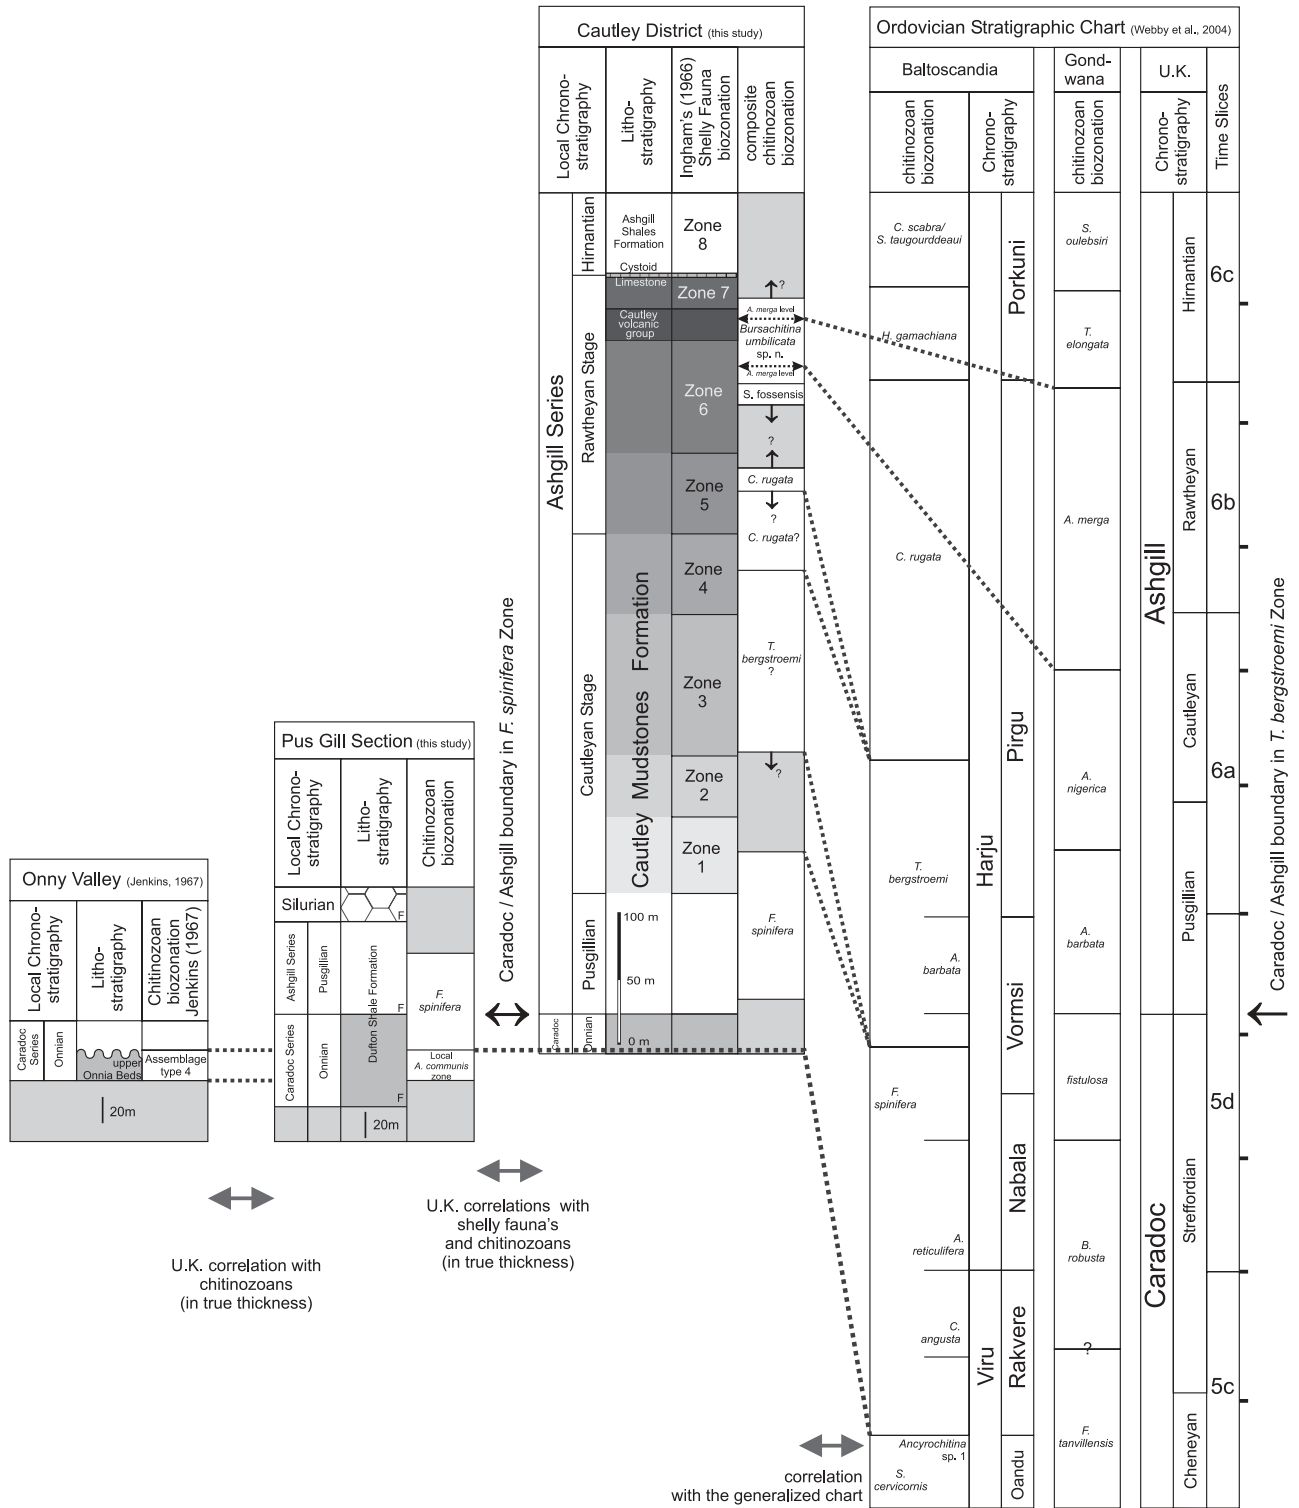 Cautley District (this study)
Local Chrono-
stratigraphy
Litho-
stratigraphy
Ingham's (1966)
Shelly Fauna
biozonation
composite
chitinozoan
biozonation
Ashgill Series
Hirnantian
Rawtheyan Stage
Cautleyan Stage
Pusgillian
Caradoc
Onnian
Ashgill
Shales
Formation
Cystoid
Limestone
Cautley
volcanic
group
Cautley Mudstones Formation
100 m
50 m
0 m
Zone
8
Zone 7
Zone
6
Zone
5
Zone
4
Zone
3
Zone
2
Zone
1
?
A. merga level
Bursachitina
umbilicata
sp. n.
A. merga level
S. fossensis
?
C. rugata
?
C. rugata?
T.
bergstroemi
?
?
F.
spinifera
Ordovician Stratigraphic Chart (Webby et al., 2004)
Baltoscandia
Gond-
wana
U.K.
Time Slices
chitinozoan
biozonation
Chrono-
stratigraphy
chitinozoan
biozonation
Chrono-
stratigraphy
C. scabra/
S. taugourddeaui
H. gamachiana
C. rugata
T.
bergstroemi
A.
barbata
F.
spinifera
A.
reticulifera
C.
angusta
Ancyrochitina
sp. 1
S.
cervicornis
Harju
Viru
Porkuni
Pirgu
Vormsi
Nabala
Rakvere
Oandu
S.
oulebsiri
T.
elongata
A. merga
A.
nigerica
A.
barbata
fistulosa
B.
robusta
?
F.
tanvillensis
Ashgill
Caradoc
Hirnantian
Rawtheyan
Cautleyan
Pusgillian
Streffordian
Cheneyan
6c
6b
6a
5d
5c
Caradoc / Ashgill boundary in T. bergstroemi Zone
Caradoc / Ashgill boundary in F. spinifera Zone
Pus Gill Section (this study)
Local Chrono-
stratigraphy
Litho-
stratigraphy
Chitinozoan
biozonation
Silurian
F
Ashgill Series
Pusgillian
Caradoc Series
Onnian
Dufton Shale Formation
F
F
F.
spinifera
Local
A. communis
zone
20m
Onny Valley (Jenkins, 1967)
Local Chrono-
stratigraphy
Litho-
stratigraphy
Chitinozoan
biozonation
Jenkins (1967)
Caradoc
Series
Onnian
upper
Onnia Beds
Assemblage
type 4
20m
U.K. correlation with
chitinozoans
(in true thickness)
U.K. correlations with
shelly fauna's
and chitinozoans
(in true thickness)
correlation
with the generalized chart